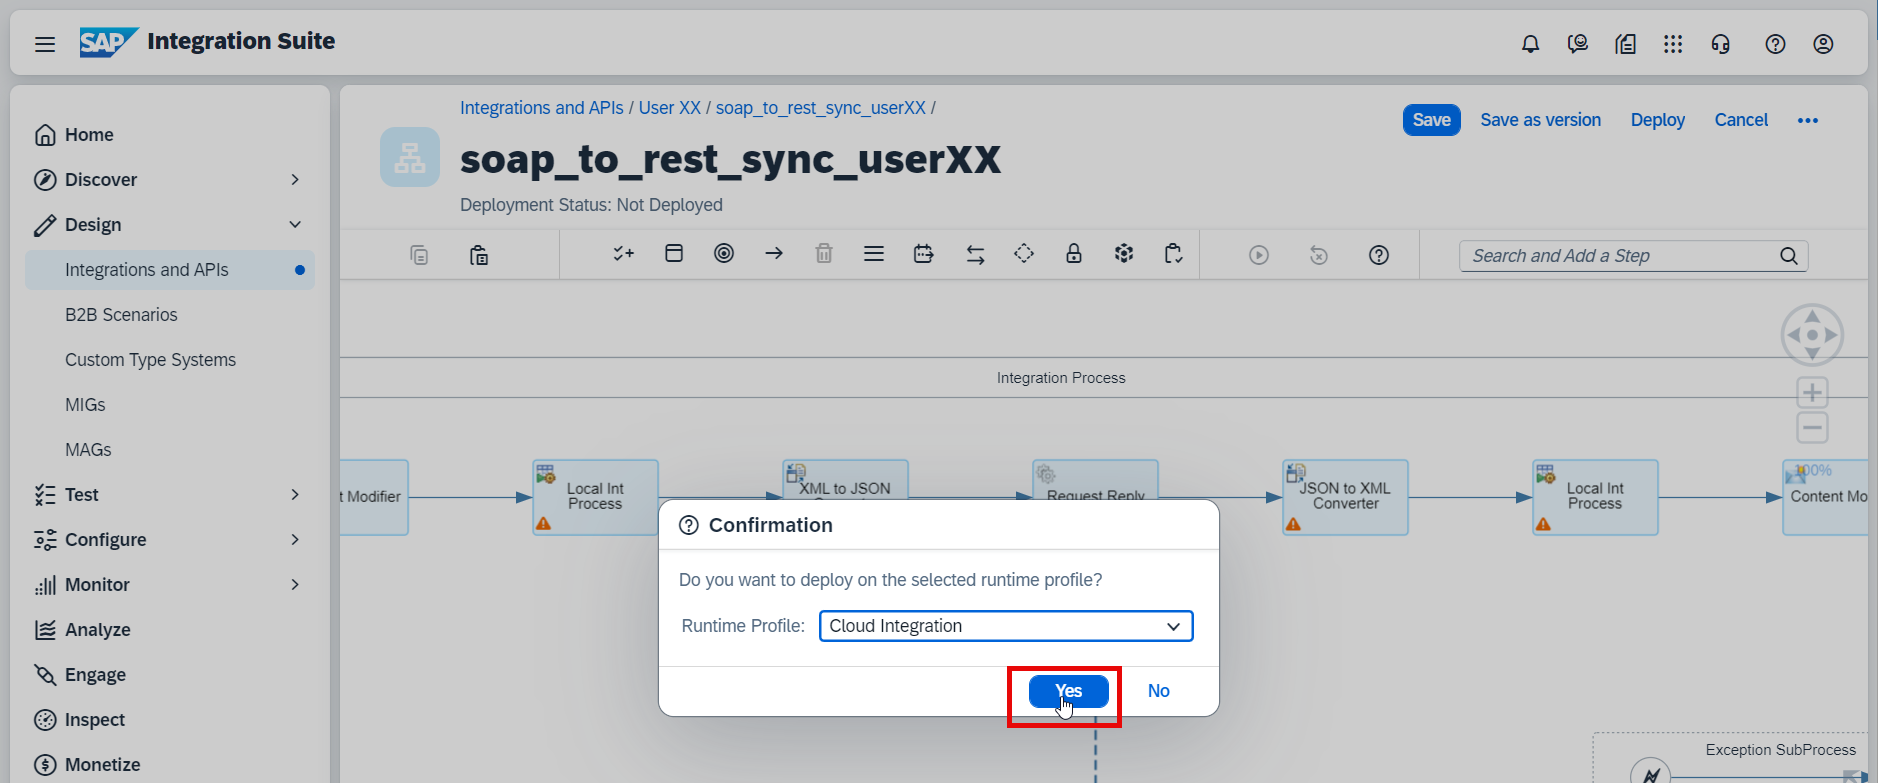 SAP Integration Suite
Home
Discover
Design
Integrations and APIs
B2B Scenarios
Custom Type Systems
MIGs
MAGs
Test
Configure
Monitor
Analyze
Engage
Inspect
Monetize
Integrations and APIs / User XX / soap_to_rest_sync_userXX /
soap_to_rest_sync_userXX
Deployment Status: Not Deployed
Save Save as version Deploy Cancel
Search and Add a Step
Integration Process
t Modifier
Local Int
Process
XML to JSON
Request Reply
JSON to XML
Converter
Local Int
Process
100%
Content Mo
Confirmation
Do you want to deploy on the selected runtime profile?
Runtime Profile: Cloud Integration
Yes No
Exception SubProcess